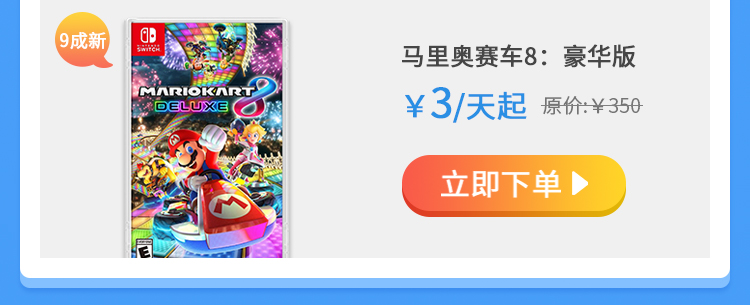 9成新
NINTENDO
SWITCH
MARIOKART 8
DELUXE
M
E
马里奥赛车8：豪华版
￥3/天起 原价:￥350
立即下单